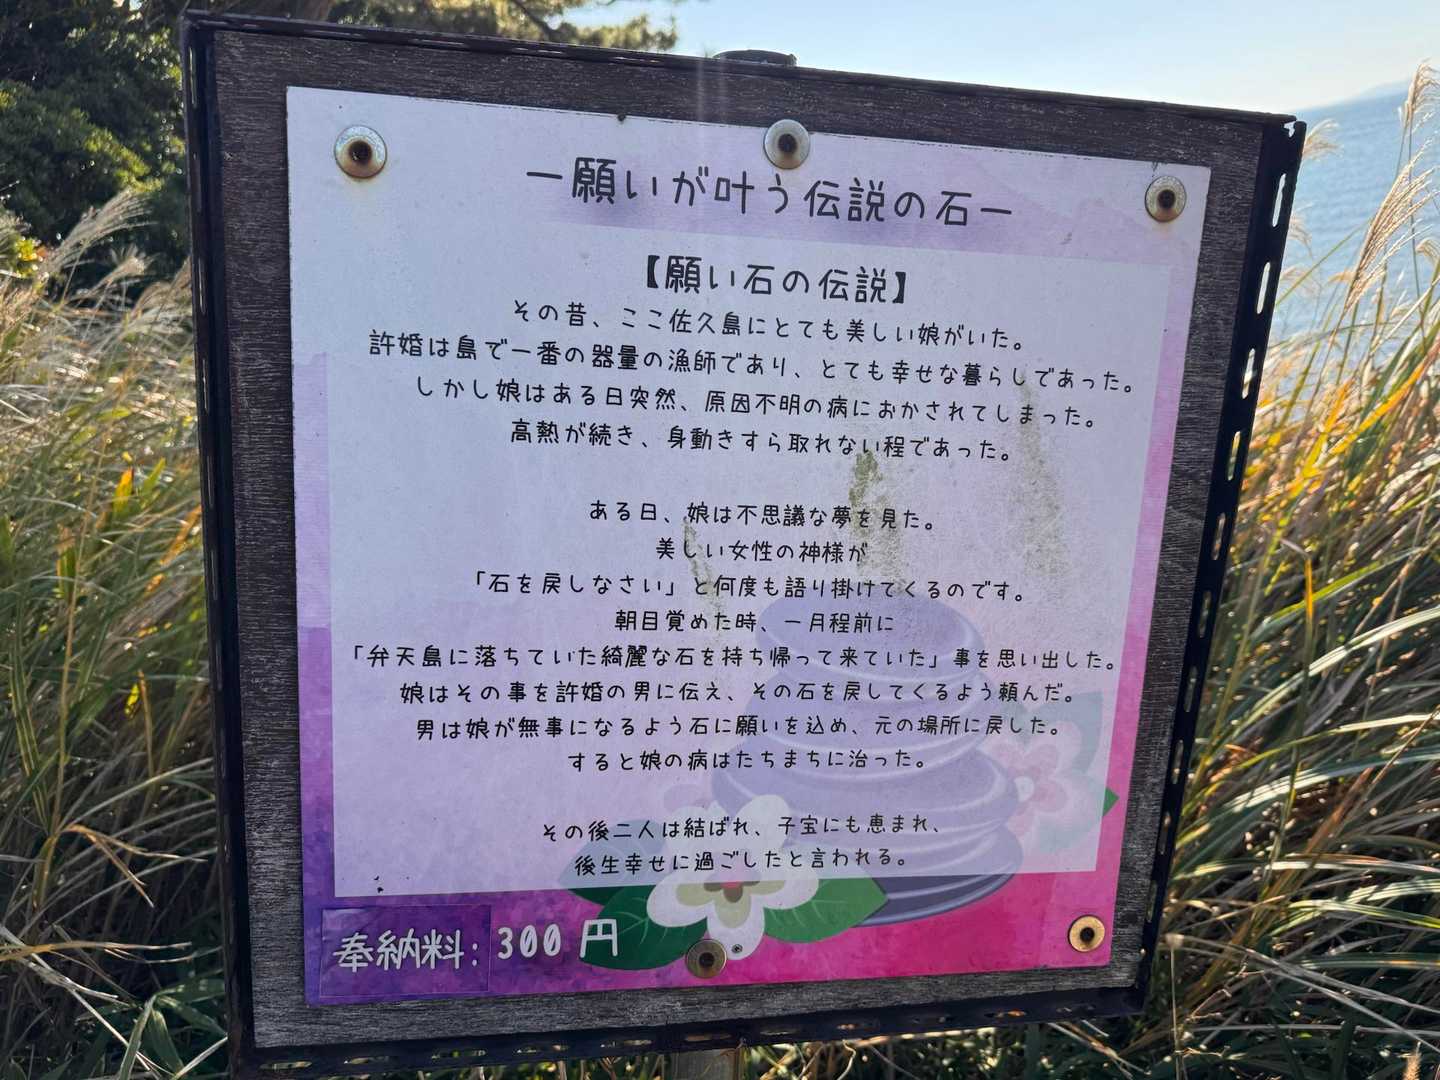 ー願いが叶う伝説の石ー
【願い石の伝説】
その昔、ここ佐久島にとても美しい娘がいた。
許婚は島で一番の器量の漁師であり、とても幸せな暮らしであった。
しかし娘はある日突然、原因不明の病におかされてしまった。
高熱が続き、身動きすら取れない程であった。
ある日、娘は不思議な夢を見た。
美しい女性の神様が
「石を戻しなさい」と何度も語り掛けてくるのです。
朝目覚めた時、一月程前に
「弁天島に落ちていた綺麗な石を持ち帰って来ていた」事を思い出した。
娘はその事を許婚の男に伝え、その石を戻してくるよう頼んだ。
男は娘が無事になるよう石に願いを込め、元の場所に戻した。
すると娘の病はたちまちに治った。
その後二人は結ばれ、子宝にも恵まれ、
後生幸せに過ごしたと言われる。
奉納料:300円